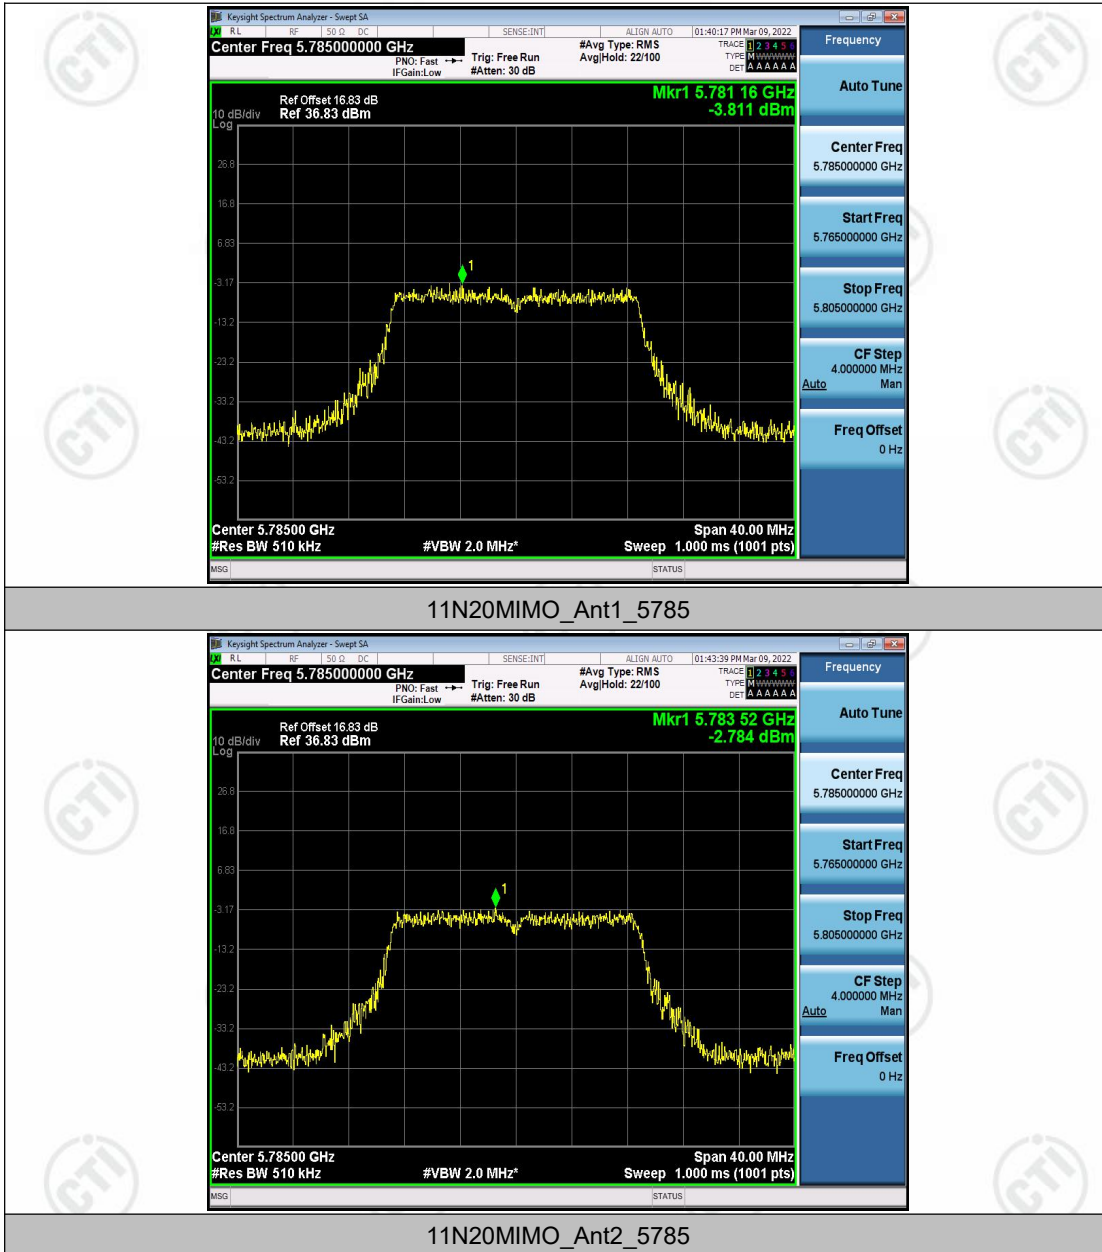 Keysight Spectrum Analyzer - Swept SA
LXI RL RF 50 Ω DC SENSE:INT ALIGN AUTO 01:40:17 PM Mar 09, 2022
Center Freq 5.785000000 GHz
#Avg Type: RMS
TRACE 1 2 3 4 5 6
PNO: Fast
Trig: Free Run
Avg|Hold: 22/100
TYPE M WWWWW
IFGain:Low
#Atten: 30 dB
DET A A A A A A
Frequency
Mkr1 5.781 16 GHz
-3.811 dBm
Ref Offset 16.83 dB
10 dB/div Ref 36.83 dBm
Log
26.8
16.8
6.83
-3.17
-13.2
-23.2
-33.2
-43.2
-53.2
1
Center 5.78500 GHz Span 40.00 MHz
#Res BW 510 kHz #VBW 2.0 MHz* Sweep 1.000 ms (1001 pts)
MSG STATUS
Auto Tune
Center Freq
5.785000000 GHz
Start Freq
5.765000000 GHz
Stop Freq
5.805000000 GHz
CF Step
4.000000 MHz
Auto Man
Freq Offset
0 Hz
11N20MIMO_Ant1_5785
Keysight Spectrum Analyzer - Swept SA
LXI RL RF 50 Ω DC SENSE:INT ALIGN AUTO 01:43:39 PM Mar 09, 2022
Center Freq 5.785000000 GHz
#Avg Type: RMS
TRACE 1 2 3 4 5 6
PNO: Fast
Trig: Free Run
Avg|Hold: 22/100
TYPE M WWWWW
IFGain:Low
#Atten: 30 dB
DET A A A A A A
Frequency
Mkr1 5.783 52 GHz
-2.784 dBm
Ref Offset 16.83 dB
10 dB/div Ref 36.83 dBm
Log
26.8
16.8
6.83
-3.17
-13.2
-23.2
-33.2
-43.2
-53.2
1
Center 5.78500 GHz Span 40.00 MHz
#Res BW 510 kHz #VBW 2.0 MHz* Sweep 1.000 ms (1001 pts)
MSG STATUS
Auto Tune
Center Freq
5.785000000 GHz
Start Freq
5.765000000 GHz
Stop Freq
5.805000000 GHz
CF Step
4.000000 MHz
Auto Man
Freq Offset
0 Hz
11N20MIMO_Ant2_5785
CTI
CTI
CTI
CTI
CTI
CTI
CTI
CTI